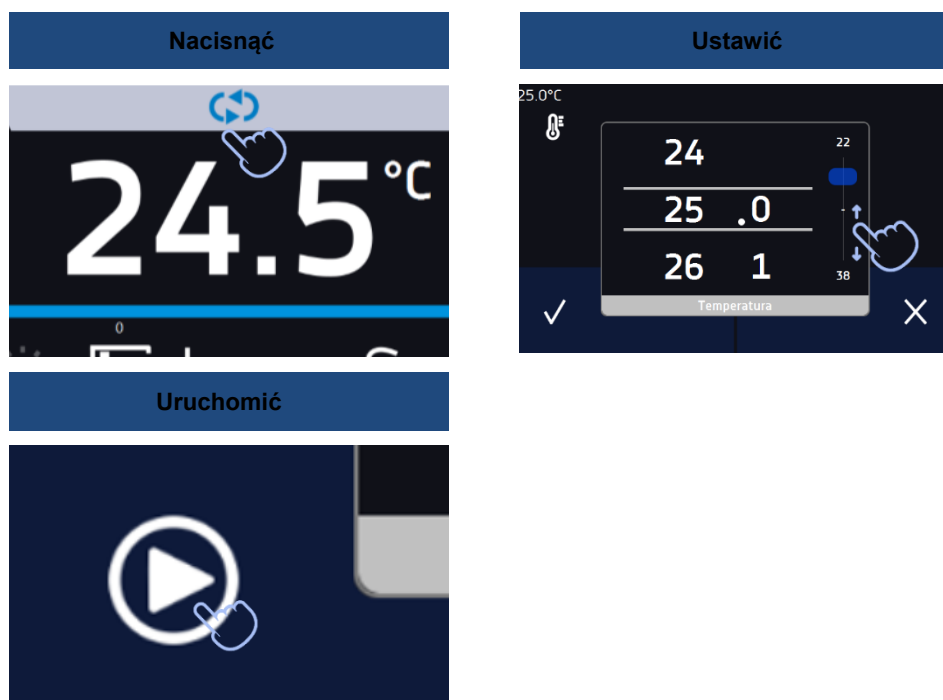 Nacisnąć
24.5°C
0
Ustawić
25.0°C
24
25 .0
26 1
22
38
Temperatura
Uruchomić